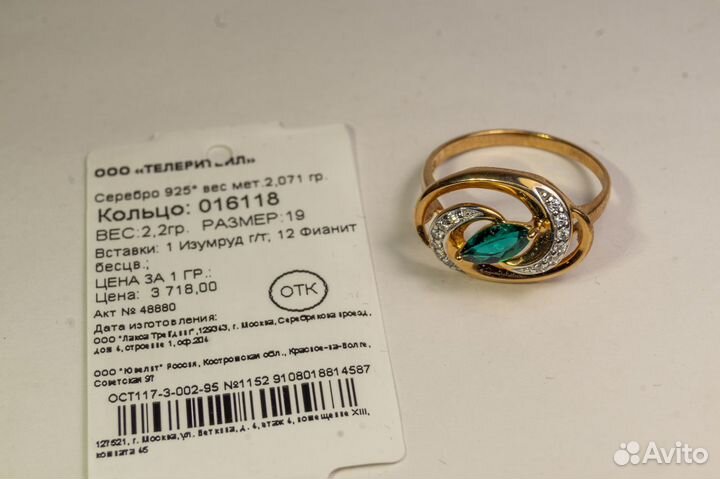 ООО «ТЕЛЕРИТЕЙЛ»
Серебро 925* вес мет.2,071 гр.
Кольцо: 016118
ВЕС:2,2гр. РАЗМЕР:19
Вставки: 1 Изумруд г/т; 12 Фианит
бесцв.;
ЦЕНА ЗА 1 ГР.:
Цена: 3 718,00
ОТК
Акт № 48880
Дата изготовления:
ООО "Лакса Трейдинг",129343, г. Москва, Серебрякова проезд,
дом 4, строение 1, оф.204
ООО "Ювелит" Россия, Костромская обл., Красное-на-Волге,
Советская 97
ОСТ117-3-002-95 №1152 9108018814587
127521, г. Москва, ул. Веткова, д. 4, этаж 4, помещение XIII,
комната 45
Avito